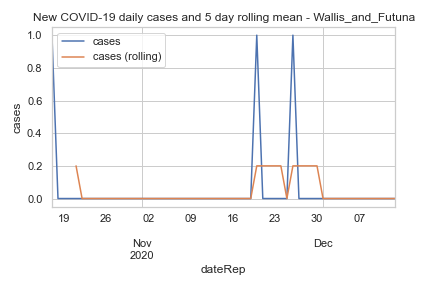 New COVID-19 daily cases and 5 day rolling mean - Wallis_and_Futuna
cases
cases (rolling)
1.0
0.8
0.6
0.4
0.2
0.0
cases
19 26 02 09 16 23 30 07
Nov Dec
2020
dateRep